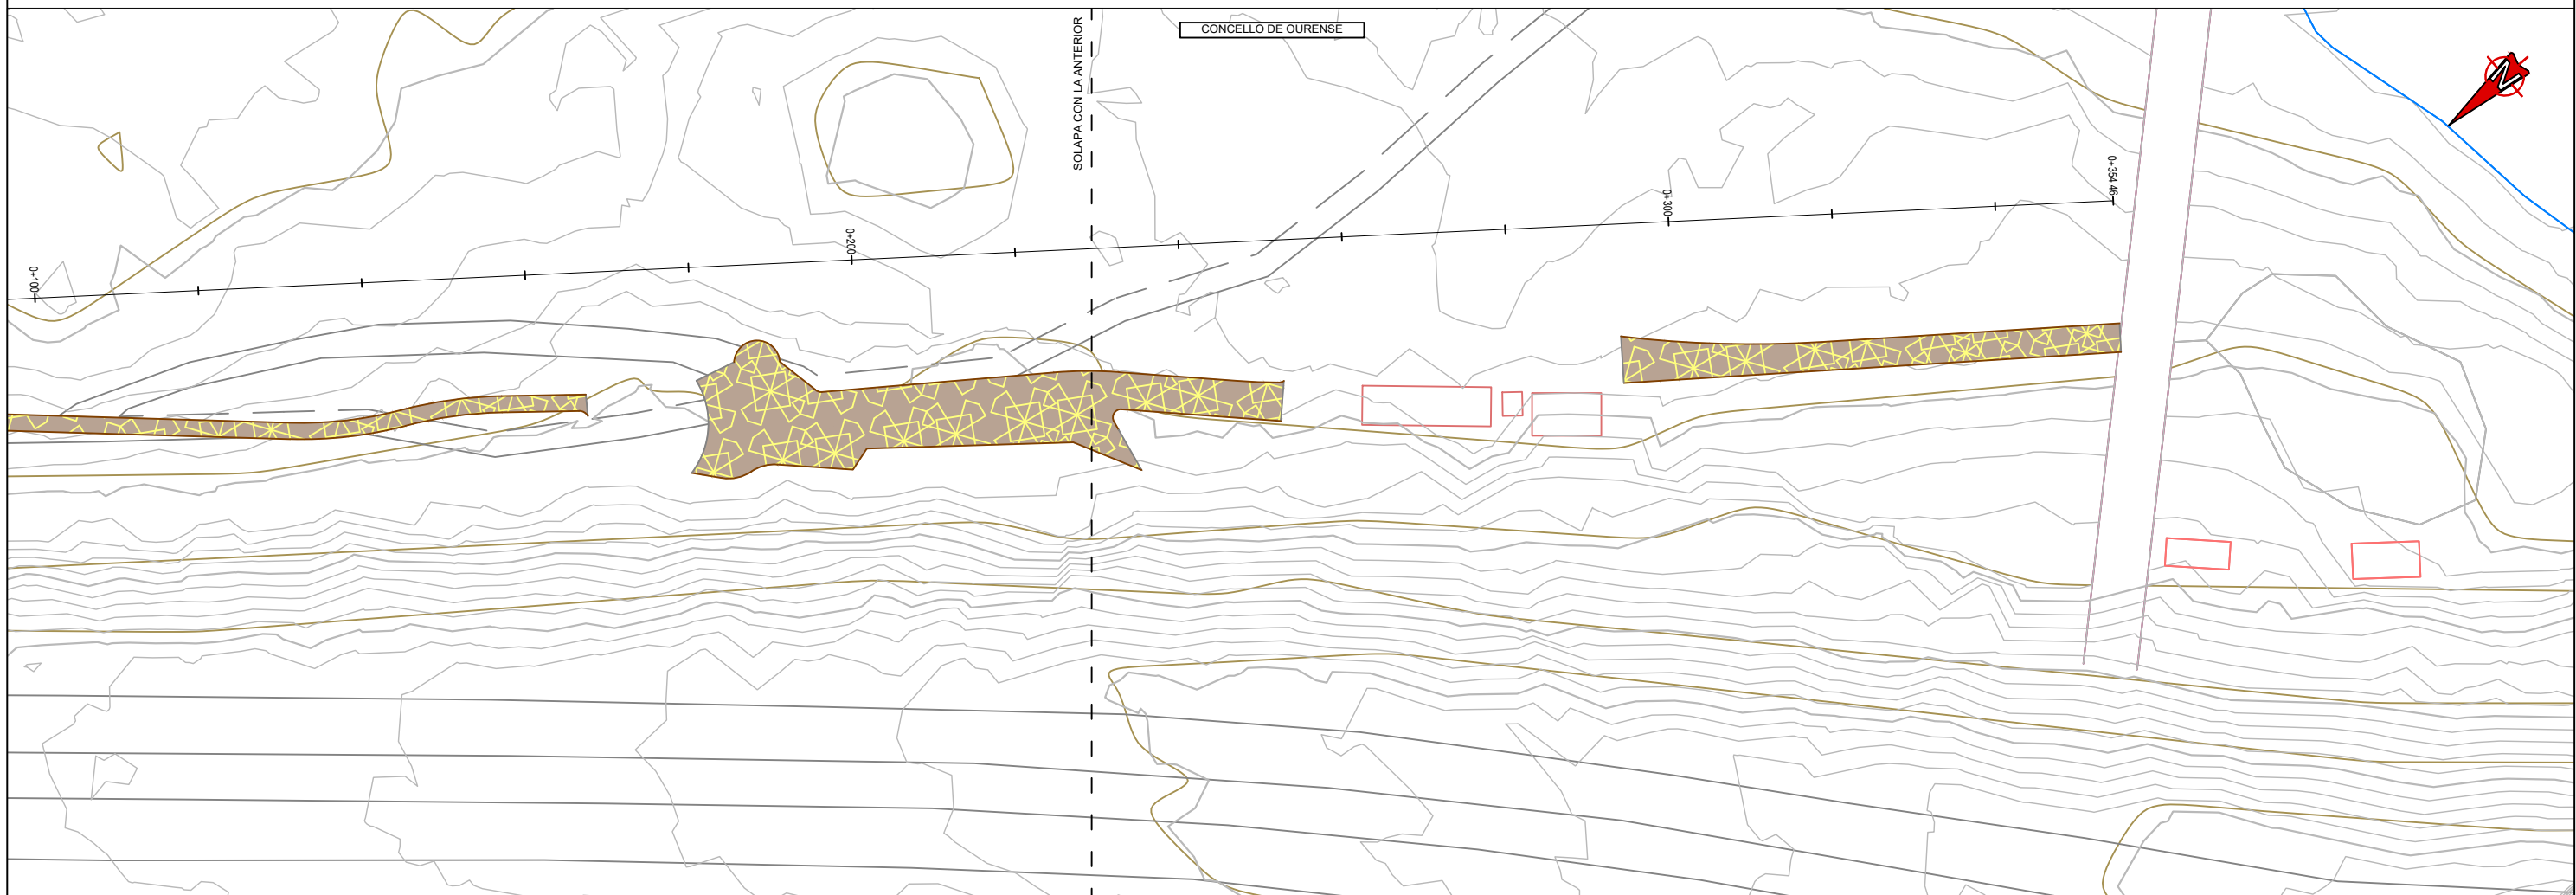 CONCELLO DE OURENSE
SOLAPA CON LA ANTERIOR
N
0+100
0+200
0+300
0+354,46